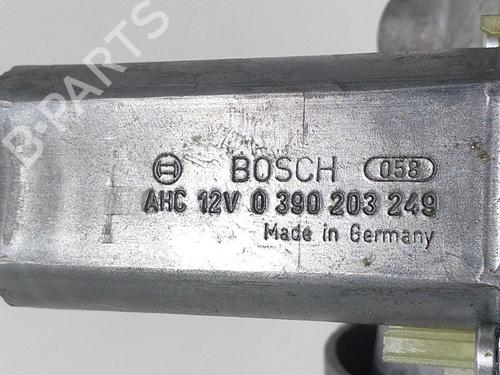 BOSCH 058
AHC 12V 0 390 203 249
Made in Germany
B-PARTS